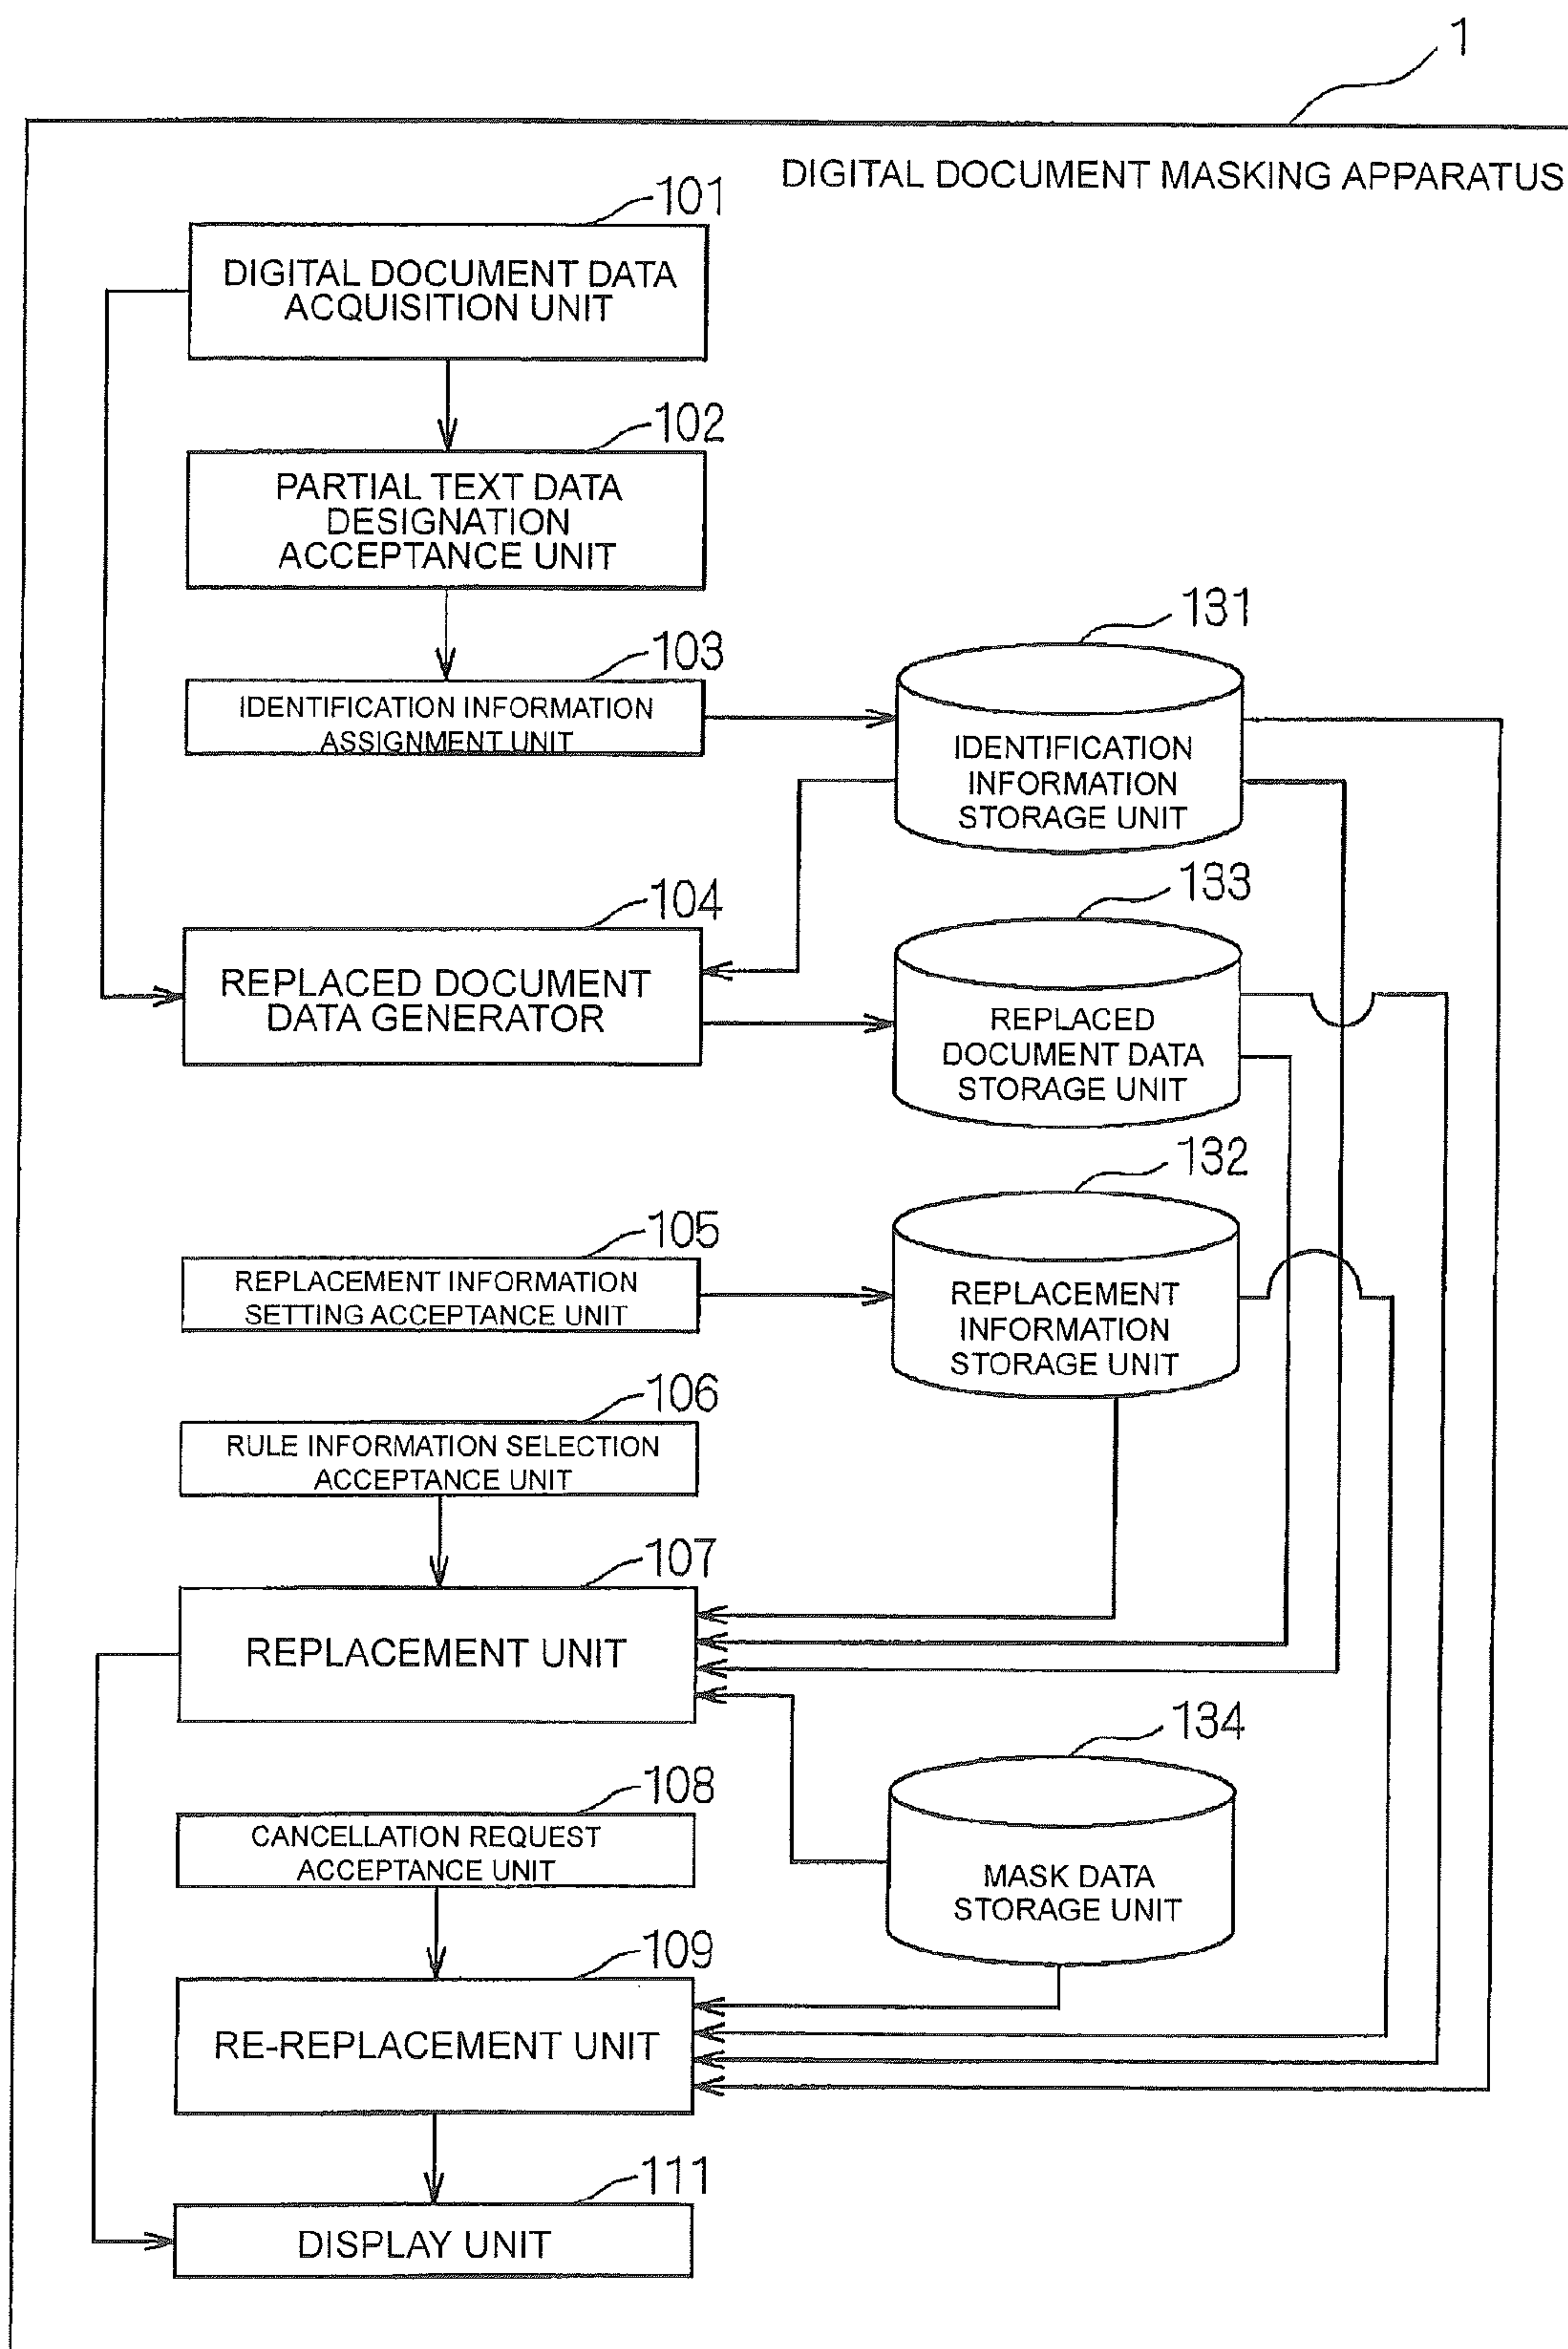 1
DIGITAL DOCUMENT MASKING APPARATUS
101
DIGITAL DOCUMENT DATA
ACQUISITION UNIT
102
PARTIAL TEXT DATA
DESIGNATION
ACCEPTANCE UNIT
103
IDENTIFICATION INFORMATION
ASSIGNMENT UNIT
131
IDENTIFICATION
INFORMATION
STORAGE UNIT
104
REPLACED DOCUMENT
DATA GENERATOR
133
REPLACED
DOCUMENT DATA
STORAGE UNIT
132
REPLACEMENT
INFORMATION
STORAGE UNIT
105
REPLACEMENT INFORMATION
SETTING ACCEPTANCE UNIT
106
RULE INFORMATION SELECTION
ACCEPTANCE UNIT
107
REPLACEMENT UNIT
134
MASK DATA
STORAGE UNIT
108
CANCELLATION REQUEST
ACCEPTANCE UNIT
109
RE-REPLACEMENT UNIT
111
DISPLAY UNIT